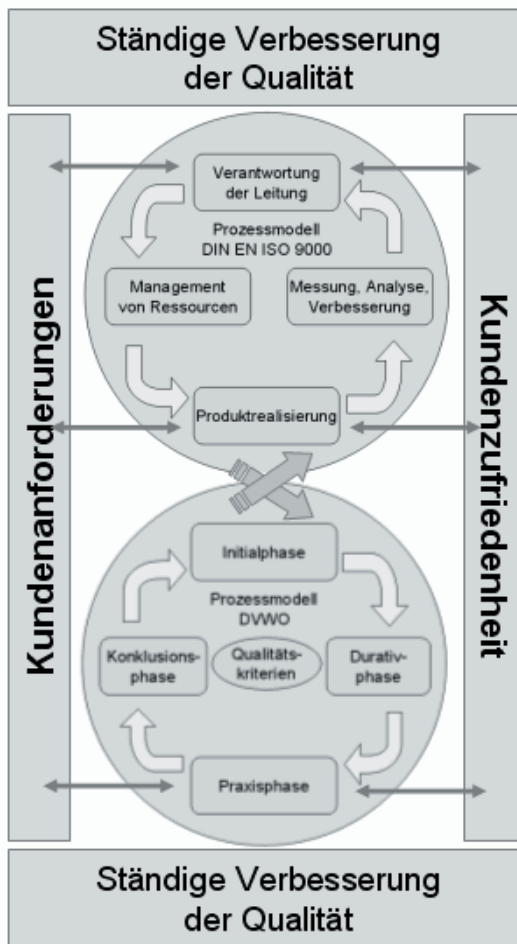 Ständige Verbesserung
der Qualität
Kundenanforderungen
Verantwortung
der Leitung
Prozessmodell
DIN EN ISO 9000
Management
von Ressourcen
Messung, Analyse,
Verbesserung
Produktrealisierung
Kundenzufriedenheit
Initialphase
Prozessmodell
DVWO
Konklusions-
phase
Qualitäts-
kriterien
Durativ-
phase
Praxisphase
Ständige Verbesserung
der Qualität